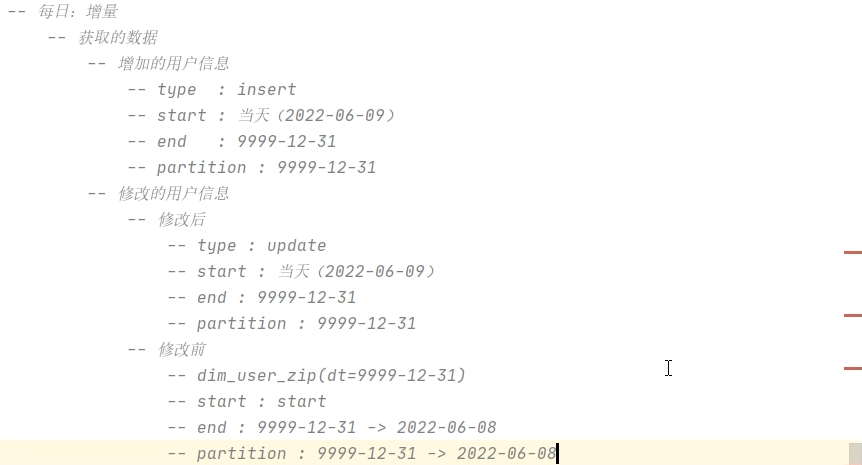 -- 每日：增量
-- 获取的数据
-- 增加的用户信息
-- type  : insert
-- start : 当天（2022-06-09）
-- end   : 9999-12-31
-- partition : 9999-12-31
-- 修改的用户信息
-- 修改后
-- type : update
-- start : 当天（2022-06-09）
-- end : 9999-12-31
-- partition : 9999-12-31
-- 修改前
-- dim_user_zip(dt=9999-12-31)
-- start : start
-- end : 9999-12-31 -> 2022-06-08
-- partition : 9999-12-31 -> 2022-06-08